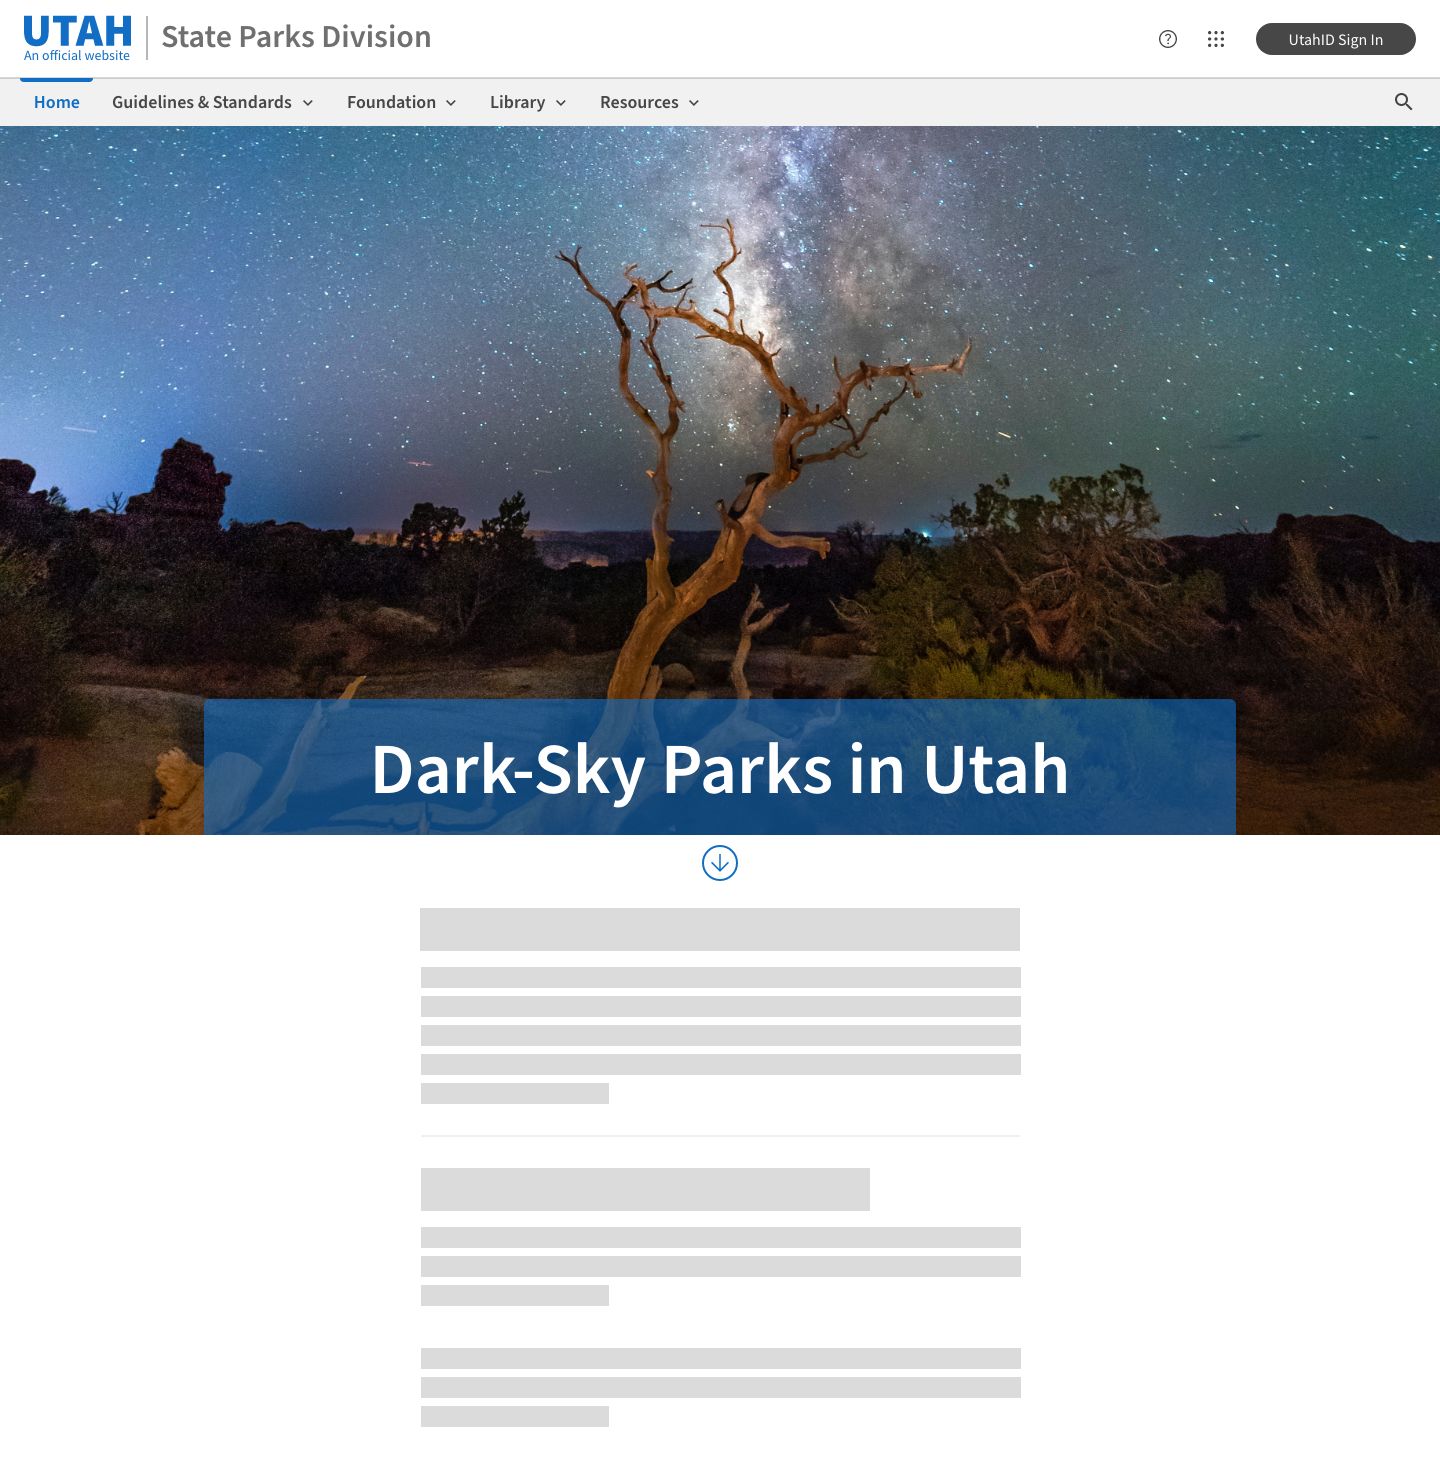 UTAH
An official website
State Parks Division
UtahID Sign In
Home
Guidelines & Standards
Foundation
Library
Resources
Dark-Sky Parks in Utah